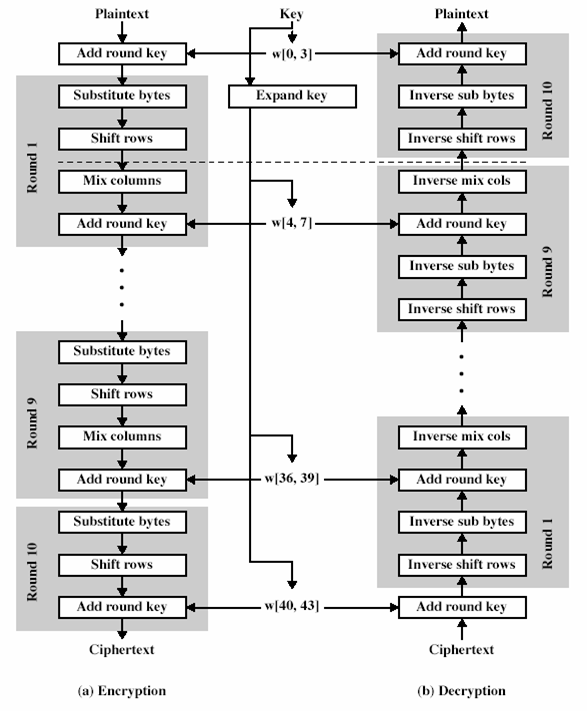 Plaintext
Key
Plaintext
Add round key
w[0, 3]
Add round key
Substitute bytes
Expand key
Inverse sub bytes
Shift rows
Inverse shift rows
Round 1
Round 10
Mix columns
Inverse mix cols
Add round key
w[4, 7]
Add round key
Inverse sub bytes
Inverse shift rows
Round 9
Substitute bytes
Shift rows
Mix columns
Inverse mix cols
Round 9
Add round key
w[36, 39]
Add round key
Substitute bytes
Inverse sub bytes
Shift rows
Inverse shift rows
Round 10
Round 1
Add round key
w[40, 43]
Add round key
Ciphertext
Ciphertext
(a) Encryption
(b) Decryption